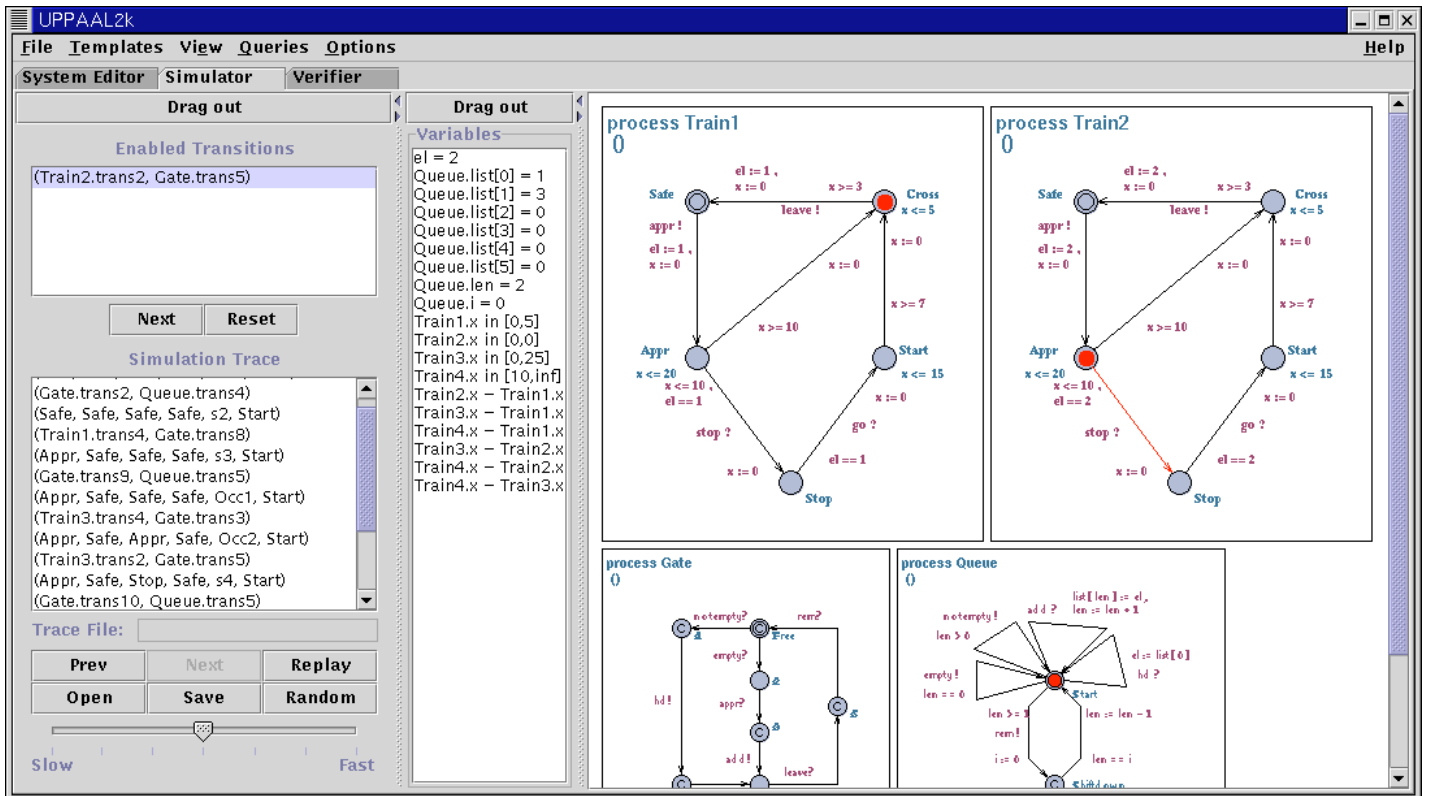 UPPAAL2k
File Templates View Queries Options Help
System Editor Simulator Verifier
Drag out
Enabled Transitions
(Train2.trans2, Gate.trans5)
Next Reset
Simulation Trace
(Gate.trans2, Queue.trans4)
(Safe, Safe, Safe, Safe, s2, Start)
(Train1.trans4, Gate.trans8)
(Appr, Safe, Safe, Safe, s3, Start)
(Gate.trans9, Queue.trans5)
(Appr, Safe, Safe, Safe, Occ1, Start)
(Train3.trans4, Gate.trans3)
(Appr, Safe, Appr, Safe, Occ2, Start)
(Train3.trans2, Gate.trans5)
(Appr, Safe, Stop, Safe, s4, Start)
(Gate.trans10, Queue.trans5)
Trace File:
Prev Next Replay
Open Save Random
Slow Fast
Drag out
Variables
el = 2
Queue.list[0] = 1
Queue.list[1] = 3
Queue.list[2] = 0
Queue.list[3] = 0
Queue.list[4] = 0
Queue.list[5] = 0
Queue.len = 2
Queue.i = 0
Train1.x in [0,5]
Train2.x in [0,0]
Train3.x in [0,25]
Train4.x in [10,inf]
Train2.x − Train1.x
Train3.x − Train1.x
Train4.x − Train1.x
Train3.x − Train2.x
Train4.x − Train2.x
Train4.x − Train3.x
process Train1
()
el := 1 ,
x := 0
x >= 3
Safe
Cross
x <= 5
leave !
appr !
el := 1 ,
x := 0
x := 0
x := 0
x >= 10
x >= 7
Appr
x <= 20
Start
x <= 15
x <= 10 ,
el == 1
x := 0
stop ?
go ?
x := 0
el == 1
Stop
process Train2
()
el := 2 ,
x := 0
x >= 3
Safe
Cross
x <= 5
leave !
appr !
el := 2 ,
x := 0
x := 0
x := 0
x >= 10
x >= 7
Appr
x <= 20
Start
x <= 15
x <= 10 ,
el == 2
x := 0
stop ?
go ?
x := 0
el == 2
Stop
process Gate
()
notempty?
rem?
C
C
Free
empty?
hd !
appr?
C
C
add !
leave?
C
process Queue
()
list[ len ] := el,
len := len + 1
add ?
notempty !
len > 0
el := list[ 0 ]
hd ?
empty !
len == 0
Start
len >= 1
len := len − 1
rem !
i := 0
len == i
C
Shiftdown